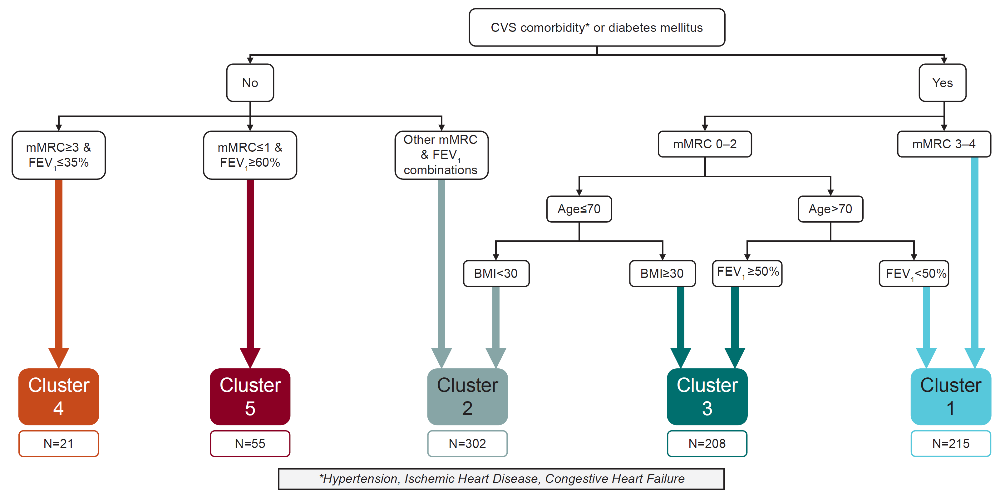 CVS comorbidity* or diabetes mellitus
No
Yes
mMRC≥3 &
FEV₁≤35%
mMRC≤1 &
FEV₁≥60%
Other mMRC
& FEV₁
combinations
mMRC 0–2
mMRC 3–4
Age≤70
Age>70
BMI<30
BMI≥30
FEV₁ ≥50%
FEV₁<50%
Cluster
4
Cluster
5
Cluster
2
Cluster
3
Cluster
1
N=21
N=55
N=302
N=208
N=215
*Hypertension, Ischemic Heart Disease, Congestive Heart Failure